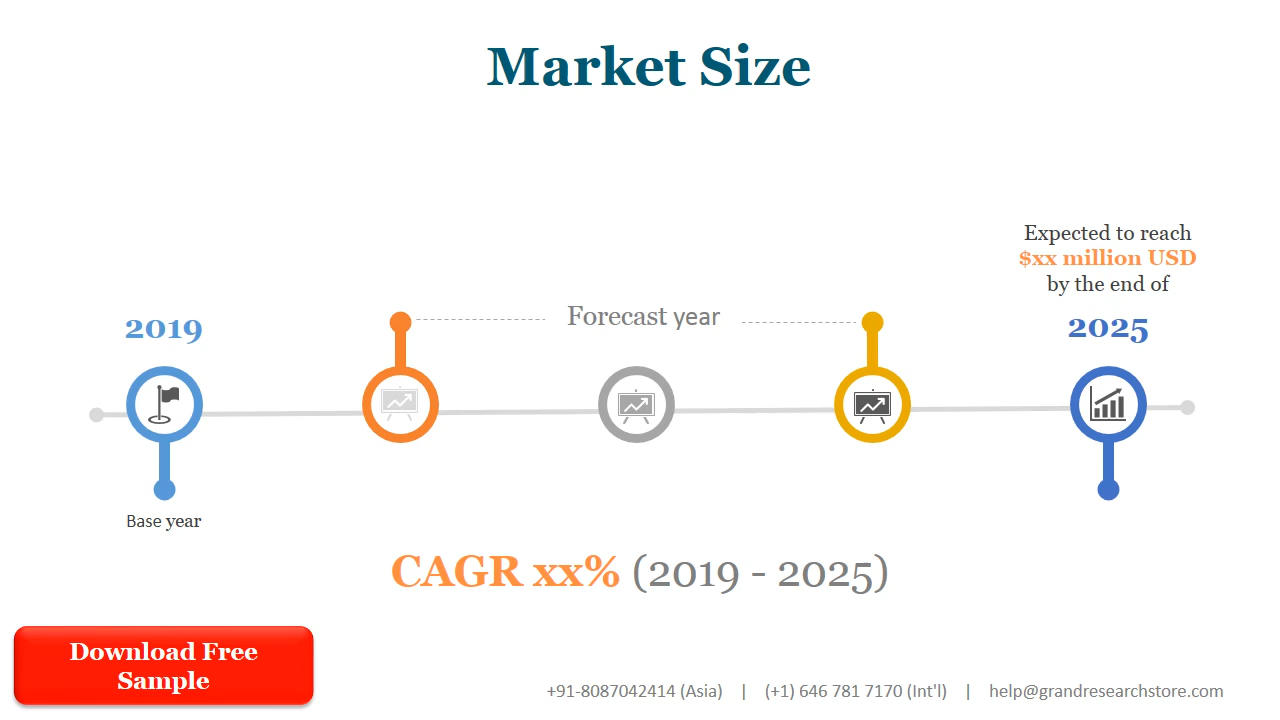 Market Size
Expected to reach
$xx million USD
by the end of
2025
2019
Forecast year
Base year
CAGR xx% (2019 - 2025)
Download Free
Sample
+91-8087042414 (Asia) | (+1) 646 781 7170 (Int'l) | help@grandresearchstore.com